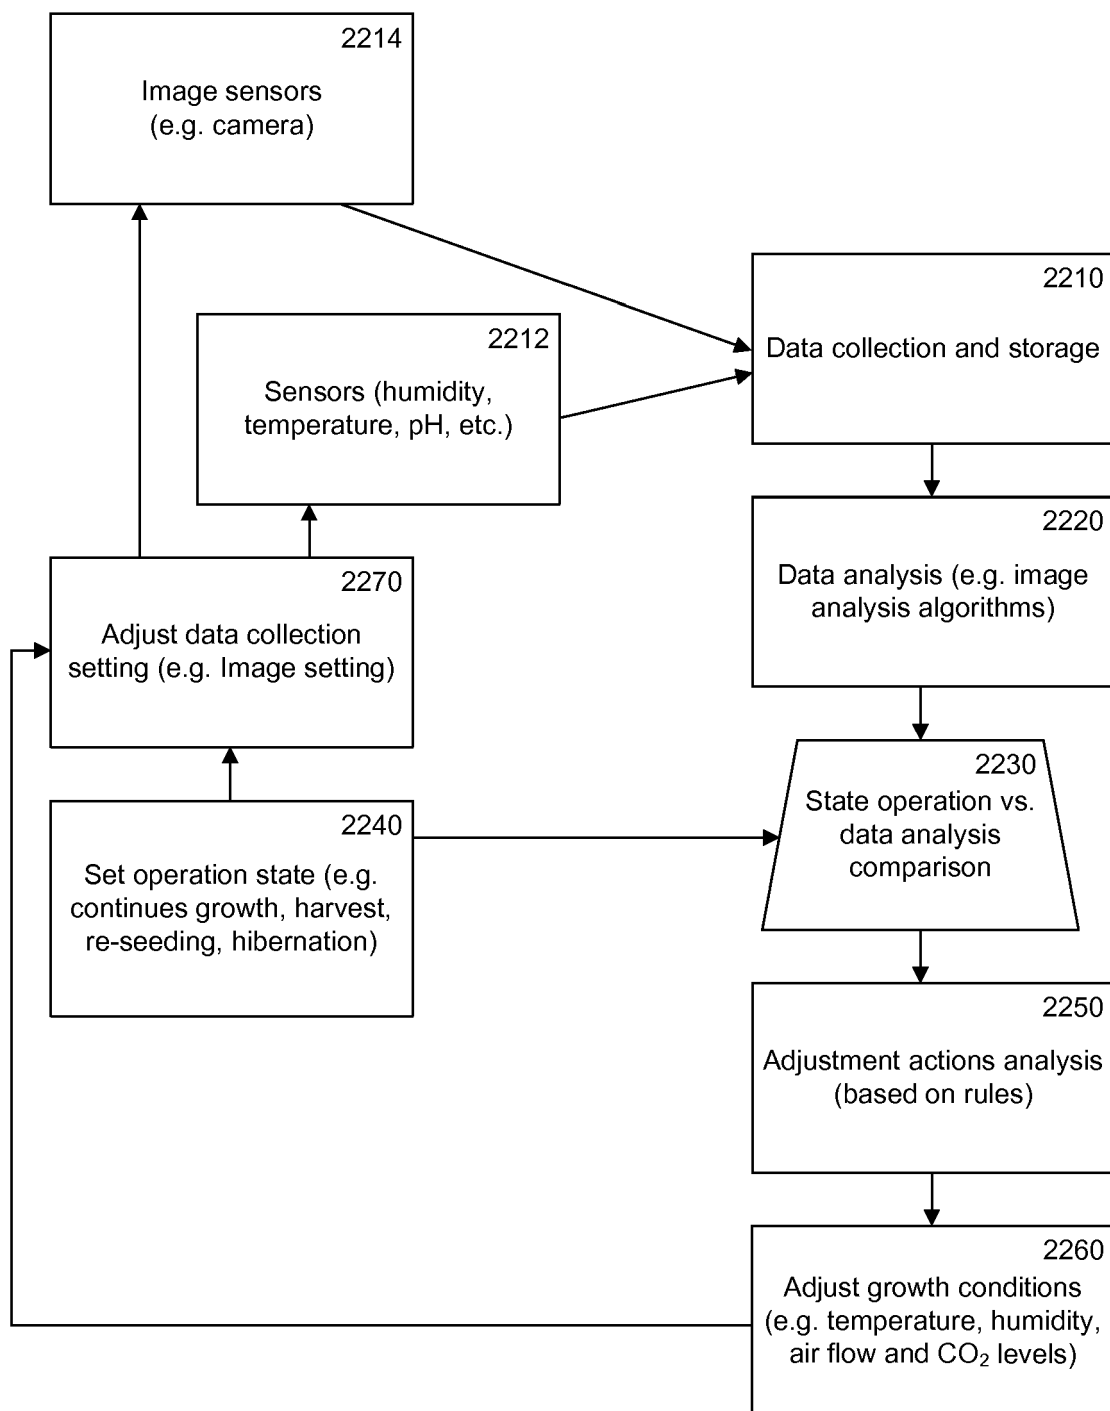 2214
Image sensors
(e.g. camera)
2210
Data collection and storage
2212
Sensors (humidity,
temperature, pH, etc.)
2220
Data analysis (e.g. image
analysis algorithms)
2270
Adjust data collection
setting (e.g. Image setting)
2230
State operation vs.
data analysis
comparison
2240
Set operation state (e.g.
continues growth, harvest,
re-seeding, hibernation)
2250
Adjustment actions analysis
(based on rules)
2260
Adjust growth conditions
(e.g. temperature, humidity,
air flow and CO₂ levels)